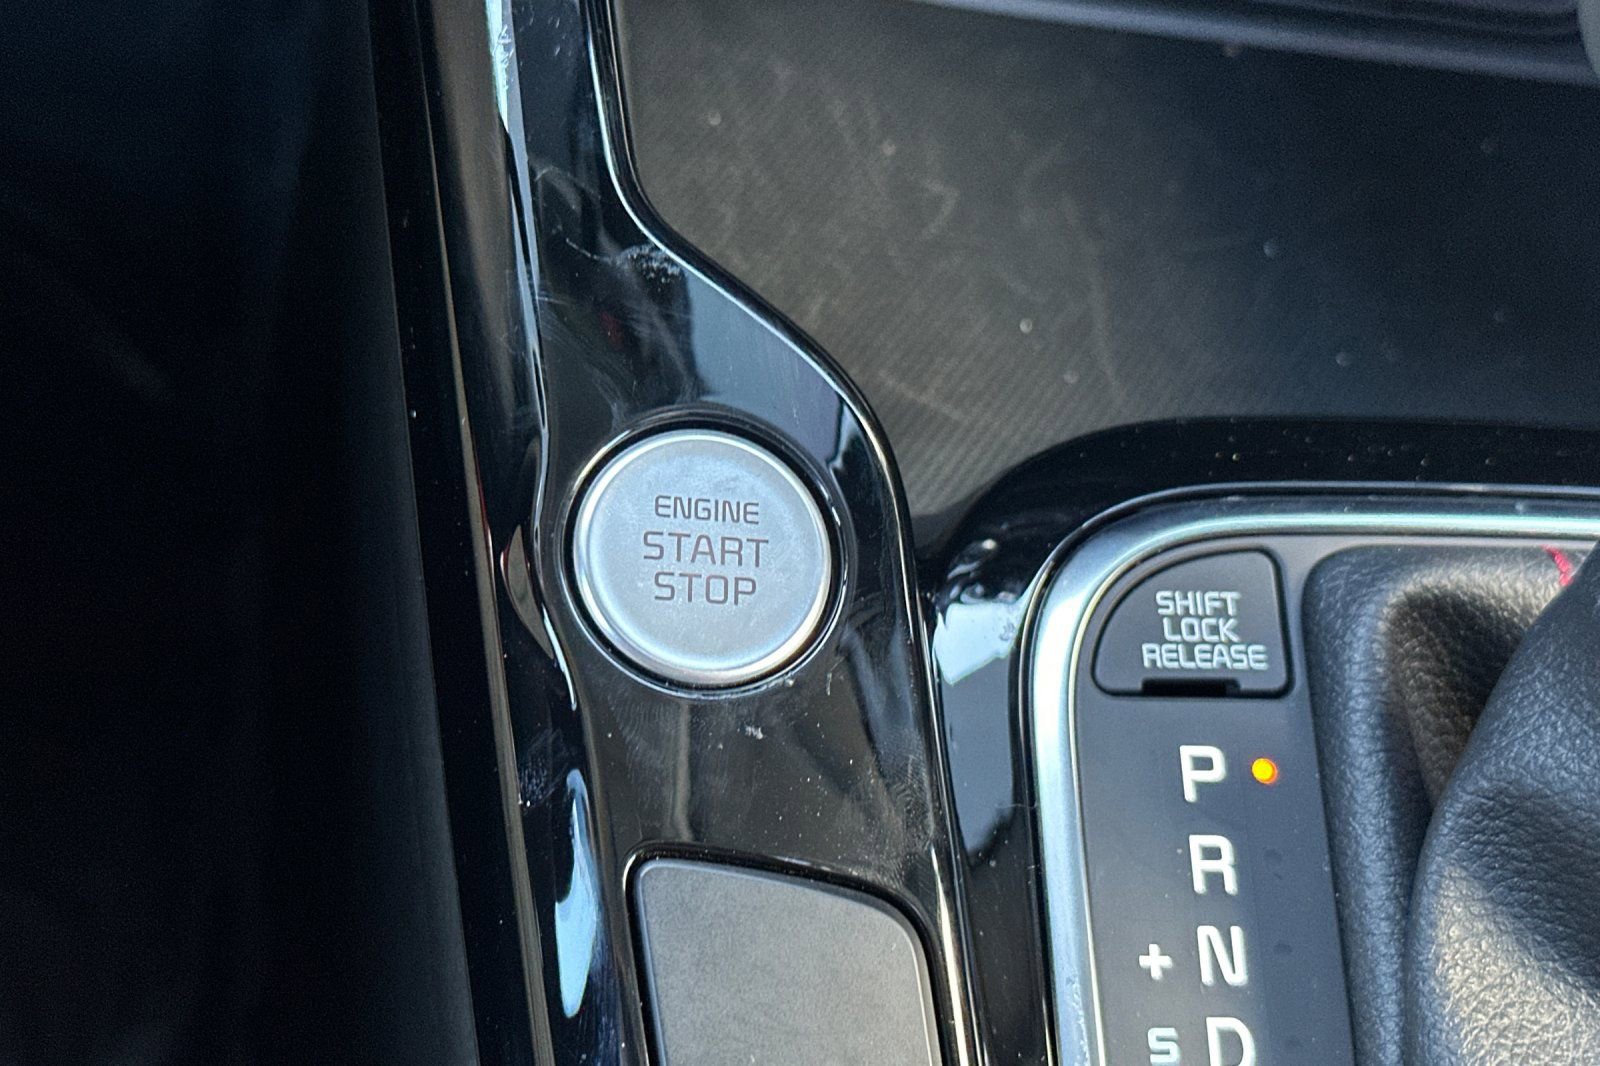 ENGINE
START
STOP
SHIFT
LOCK
RELEASE
P
R
+ N
S D